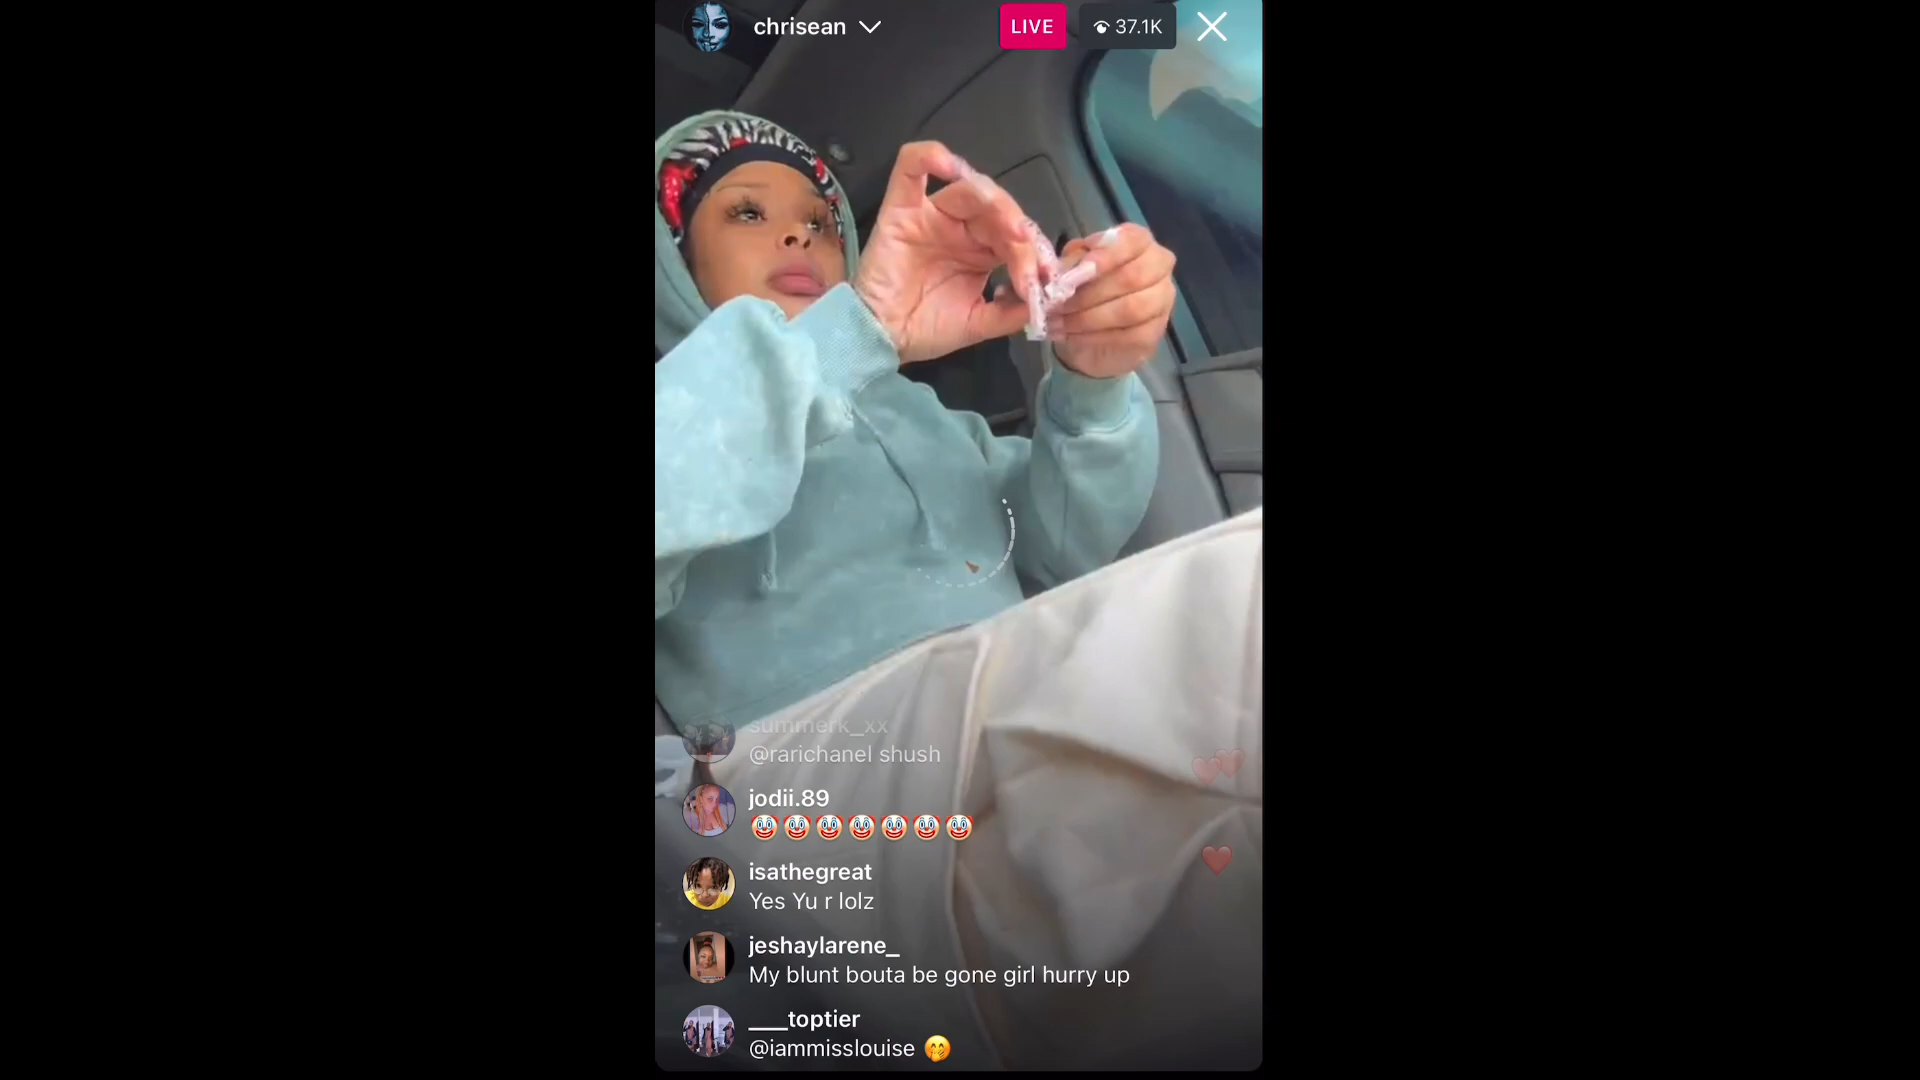 chrisean
LIVE
37.1K
summerk_xx
@rarichanel shush
jodii.89
🤡🤡🤡🤡🤡🤡🤡
isathegreat
Yes Yu r lolz
jeshaylarene_
My blunt bouta be gone girl hurry up
___toptier
@iammisslouise 🤭